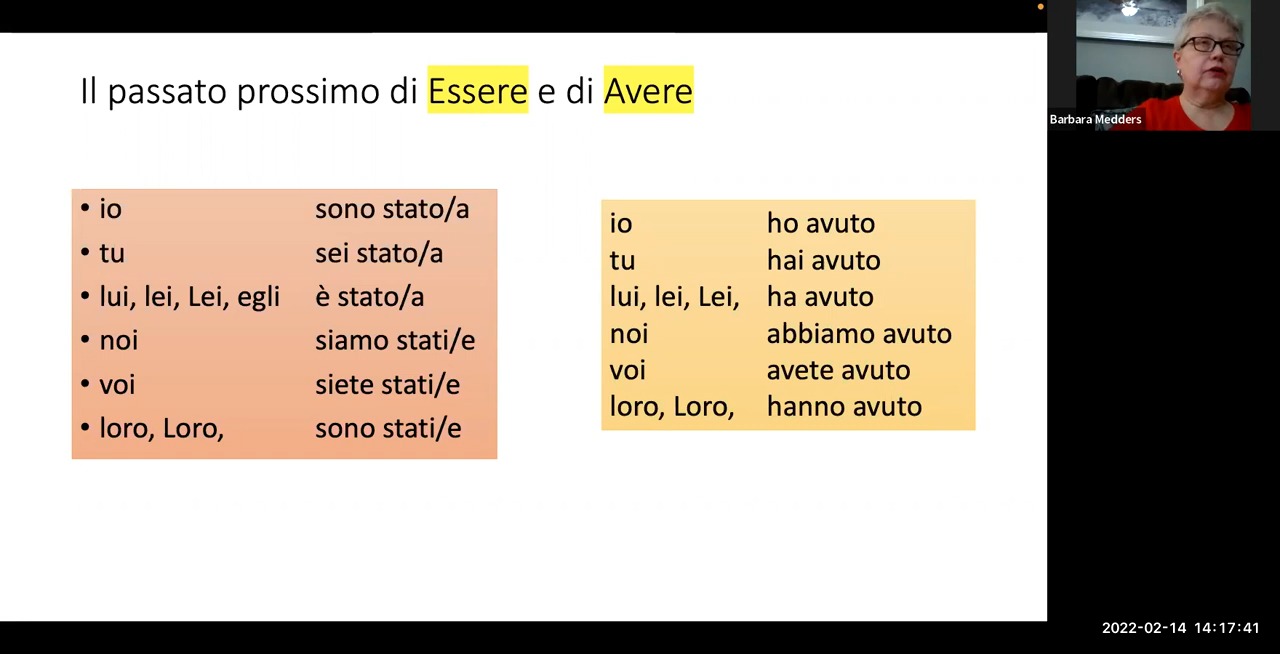 Il passato prossimo di Essere e di Avere
• io sono stato/a
• tu sei stato/a
• lui, lei, Lei, egli è stato/a
• noi siamo stati/e
• voi siete stati/e
• loro, Loro, sono stati/e
io ho avuto
tu hai avuto
lui, lei, Lei, ha avuto
noi abbiamo avuto
voi avete avuto
loro, Loro, hanno avuto
Barbara Medders
2022-02-14 14:17:41